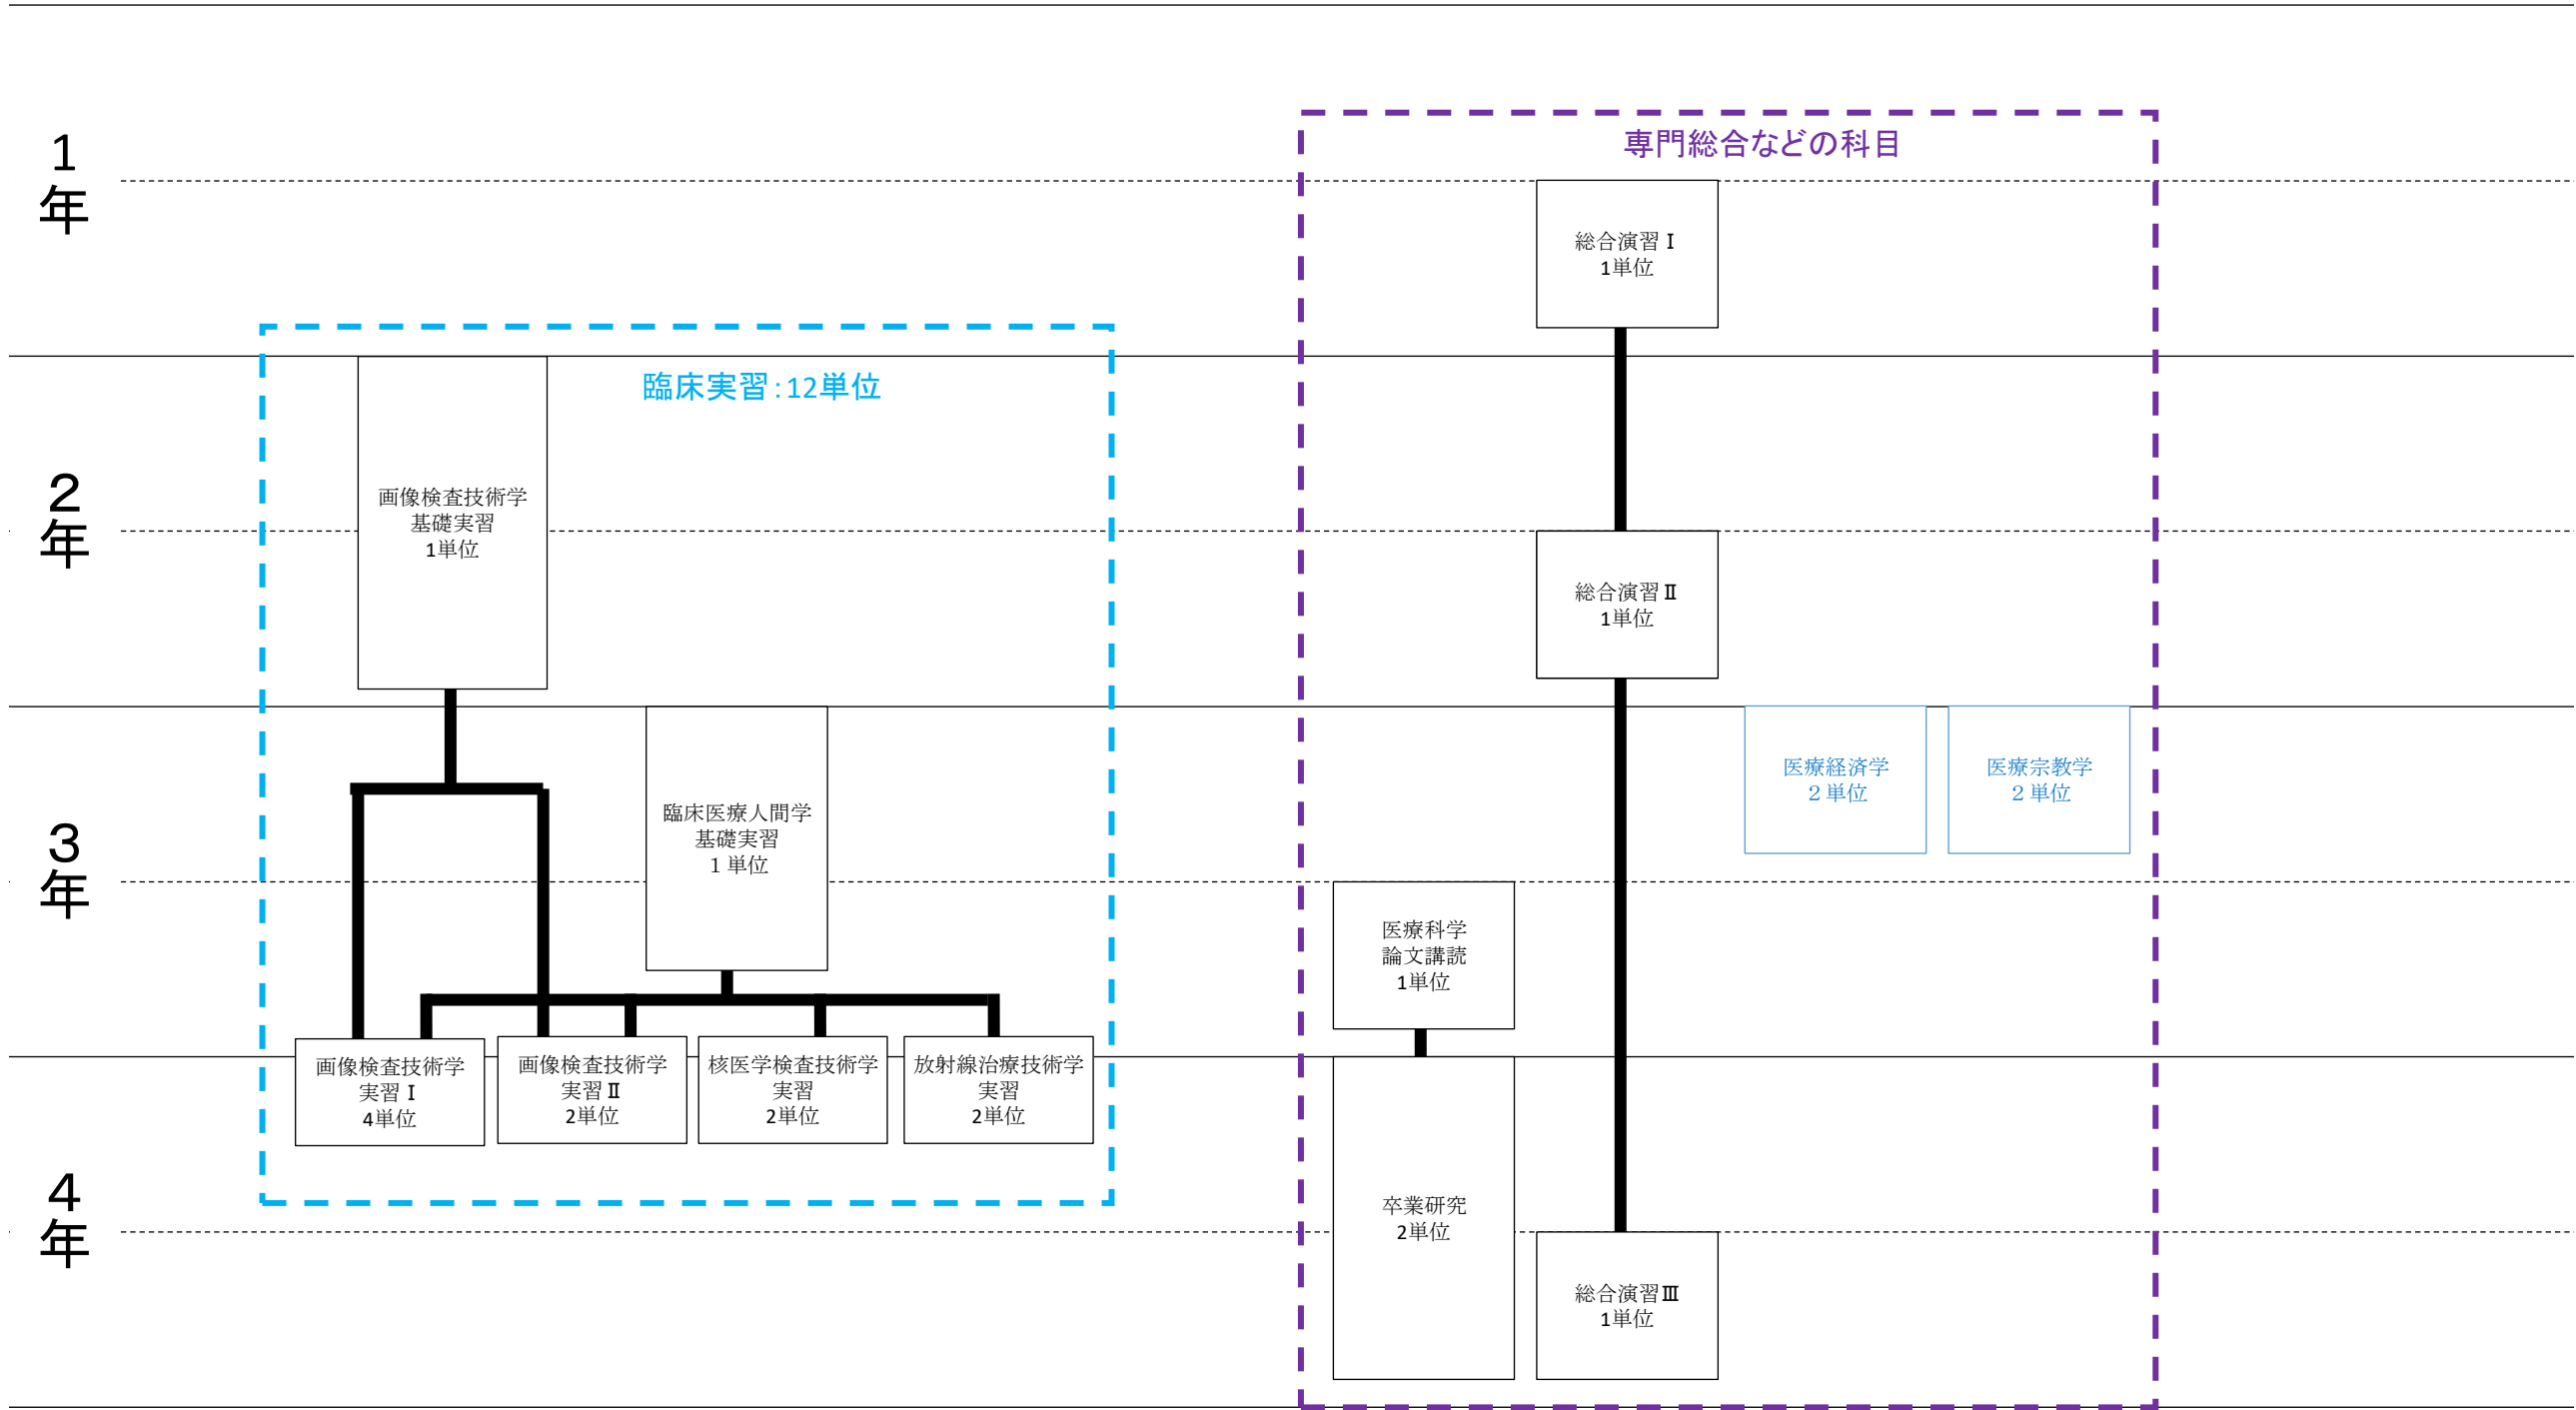 1
年
専門総合などの科目
総合演習Ⅰ
1単位
2
年
臨床実習:12単位
画像検査技術学
基礎実習
1単位
総合演習Ⅱ
1単位
3
年
臨床医療人間学
基礎実習
１単位
医療経済学
２単位
医療宗教学
２単位
医療科学
論文講読
1単位
画像検査技術学
実習Ⅰ
4単位
画像検査技術学
実習Ⅱ
2単位
核医学検査技術学
実習
2単位
放射線治療技術学
実習
2単位
4
年
卒業研究
2単位
総合演習Ⅲ
1単位